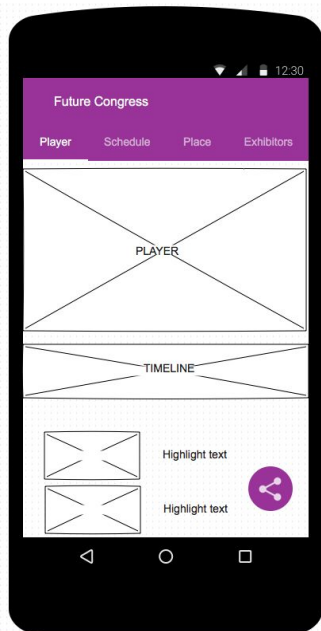 12:30
Future Congress
Player Schedule Place Exhibitors
PLAYER
TIMELINE
Highlight text
Highlight text